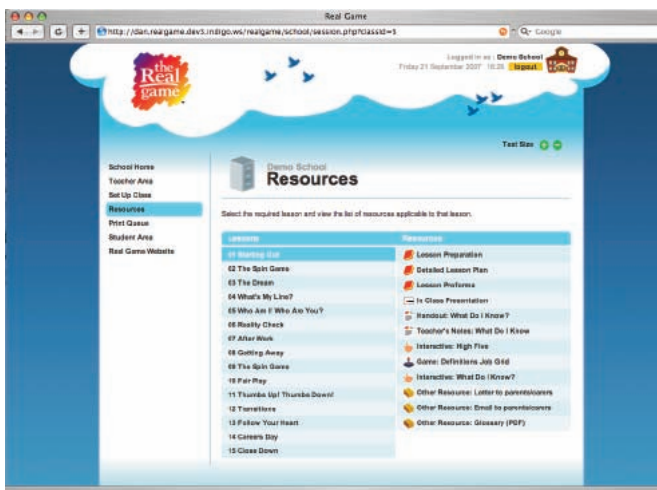 Real Game
http://dan.realgame.dev3.indigo.ws/realgame/school/session.php?classid=5
Google
the
Real
game
Logged in as : Demo School
Friday 21 September 2007 16:26 logout
Text Size
School Home
Teacher Area
Set Up Class
Resources
Print Queue
Student Area
Real Game Website
Demo School
Resources
Select the required lesson and view the list of resources applicable to that lesson.
Lessons
01 Starting Out
02 The Spin Game
03 The Dream
04 What's My Line?
05 Who Am I! Who Are You?
06 Reality Check
07 After Work
08 Getting Away
09 The Spin Game
10 Fair Play
11 Thumbs Up! Thumbs Down!
12 Transitions
13 Follow Your Heart
14 Careers Day
15 Close Down
Resources
Lesson Preparation
Detailed Lesson Plan
Lesson Proforma
In Class Presentation
Handout: What Do I Know?
Teacher's Notes: What Do I Know
Interactive: High Five
Game: Definitions Job Grid
Interactive: What Do I Know?
Other Resource: Letter to parents/carers
Other Resource: Email to parents/carers
Other Resource: Glossary (PDF)